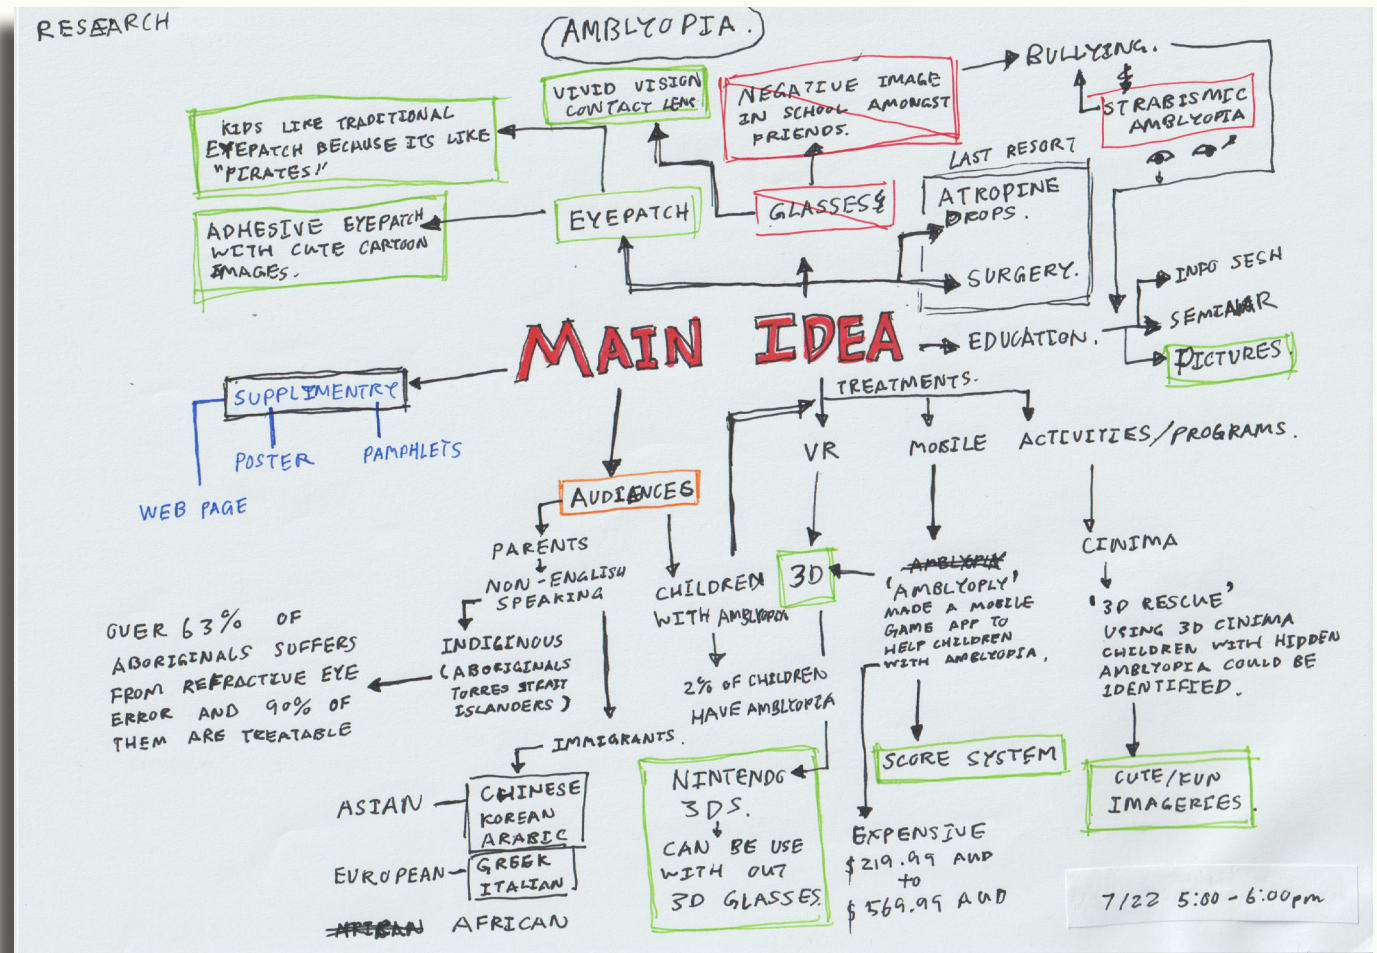 RESEARCH
AMBLYOPIA.
VIVID VISION
CONTACT LENS
NEGATIVE IMAGE
IN SCHOOL AMONGST
FRIENDS.
BULLYING.
&
STRABISMIC
AMBLYOPIA
KIDS LIKE TRADITIONAL
EYEPATCH BECAUSE ITS LIKE
"PIRATES!"
ADHESIVE EYEPATCH
WITH CUTE CARTOON
IMAGES.
EYEPATCH
GLASSES
LAST RESORT
ATROPINE
DROPS.
SURGERY.
MAIN IDEA
EDUCATION.
INFO SESH
SEMINAR
PICTURES.
SUPPLIMENTRY
WEB PAGE
POSTER
PAMPHLETS
TREATMENTS.
VR
MOBILE
ACTIVITIES/PROGRAMS.
AUDIENCES
PARENTS
NON-ENGLISH
SPEAKING
INDIGINOUS
(ABORIGINALS
TORRES STRAIT
ISLANDERS)
OVER 63% OF
ABORIGINALS SUFFERS
FROM REFRACTIVE EYE
ERROR AND 90% OF
THEM ARE TREATABLE
IMMIGRANTS.
ASIAN
CHINESE
KOREAN
ARABIC
EUROPEAN
GREEK
ITALIAN
AFRICAN
CHILDREN
WITH AMBLYOPIA
2% OF CHILDREN
HAVE AMBLYOPIA
3D
NINTENDO
3DS.
CAN BE USE
WITH OUT
3D GLASSES.
AMBLYOPIA
'AMBLYOPLY'
MADE A MOBILE
GAME APP TO
HELP CHILDREN
WITH AMBLYOPIA.
SCORE SYSTEM
EXPENSIVE
$219.99 AUD
to
$569.99 AUD
CINIMA
'3D RESCUE'
USING 3D CINIMA
CHILDREN WITH HIDDEN
AMBLYOPIA COULD BE
IDENTIFIED.
CUTE/FUN
IMAGERIES.
7/22 5:00 - 6:00pm